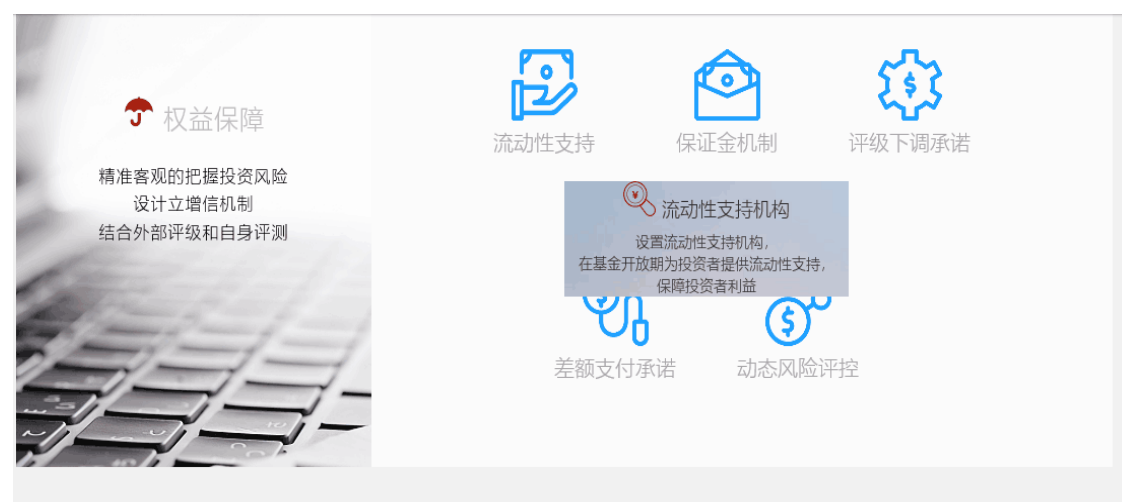 权益保障
精准客观的把握投资风险
设计立增信机制
结合外部评级和自身评测
流动性支持
保证金机制
评级下调承诺
流动性支持机构
设置流动性支持机构，
在基金开放期为投资者提供流动性支持，
保障投资者利益
差额支付承诺
动态风险评控